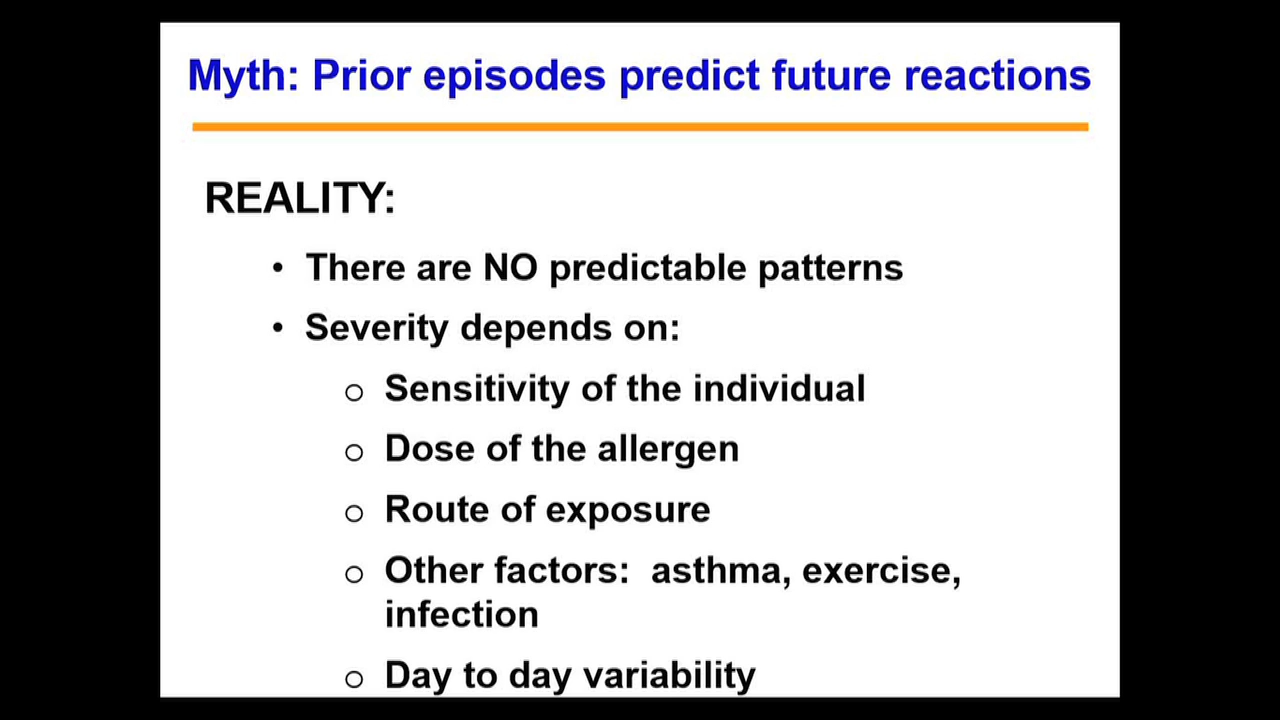 Myth: Prior episodes predict future reactions
REALITY:
• There are NO predictable patterns
• Severity depends on:
o Sensitivity of the individual
o Dose of the allergen
o Route of exposure
o Other factors:  asthma, exercise,
infection
o Day to day variability